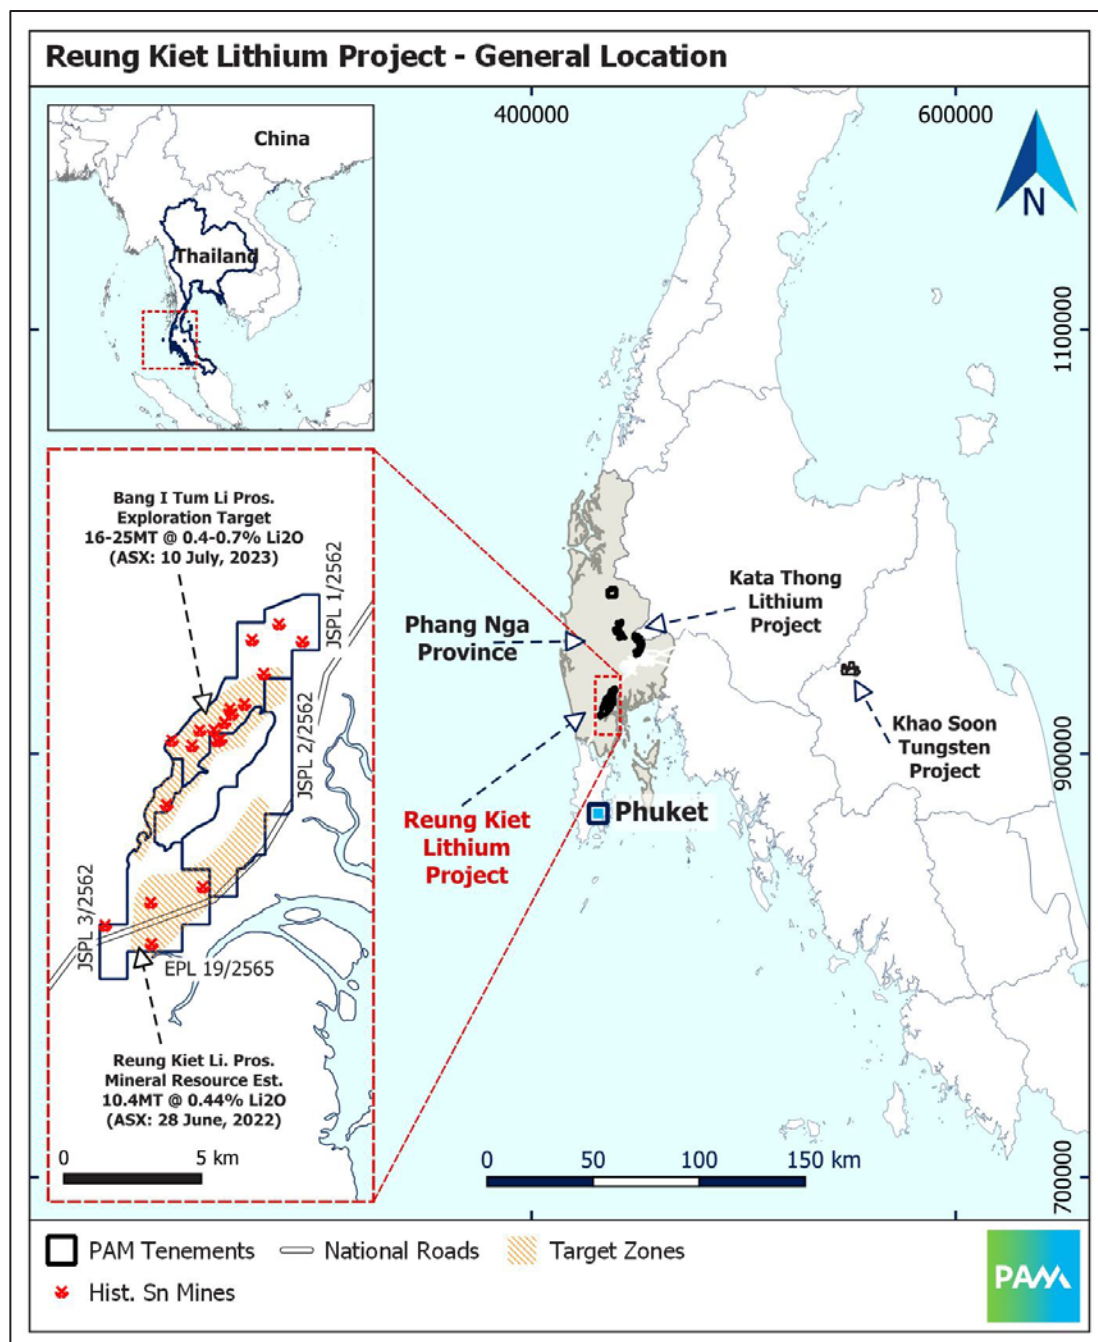 Reung Kiet Lithium Project - General Location
400000
600000
China
Thailand
N
1100000
Bang I Tum Li Pros.
Exploration Target
16-25MT @ 0.4-0.7% Li2O
(ASX: 10 July, 2023)
JSPL 1/2562
JSPL 2/2562
JSPL 3/2562
EPL 19/2565
Reung Kiet Li. Pros.
Mineral Resource Est.
10.4MT @ 0.44% Li2O
(ASX: 28 June, 2022)
0 5 km
Phang Nga
Province
Kata Thong
Lithium
Project
Khao Soon
Tungsten
Project
900000
Reung Kiet
Lithium
Project
Phuket
0 50 100 150 km
700000
PAM Tenements
National Roads
Target Zones
Hist. Sn Mines
PAM